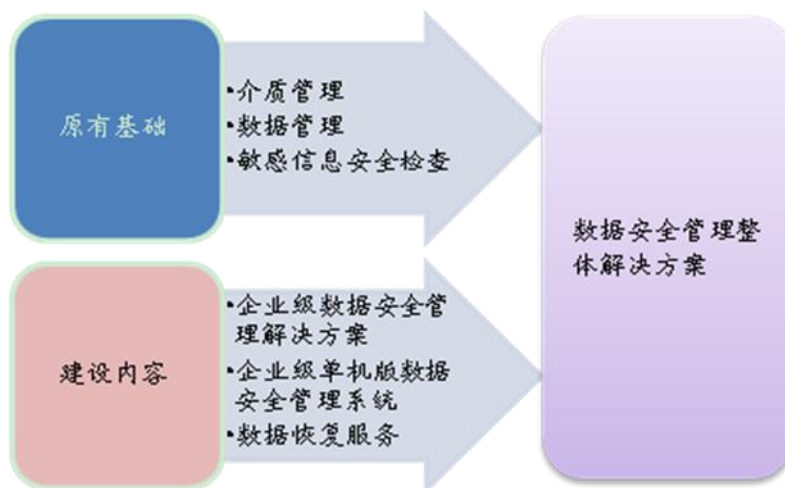 原有基础
•介质管理
•数据管理
•敏感信息安全检查
建设内容
•企业级数据安全管
理解决方案
•企业级单机版数据
安全管理系统
•数据恢复服务
数据安全管理整
体解决方案